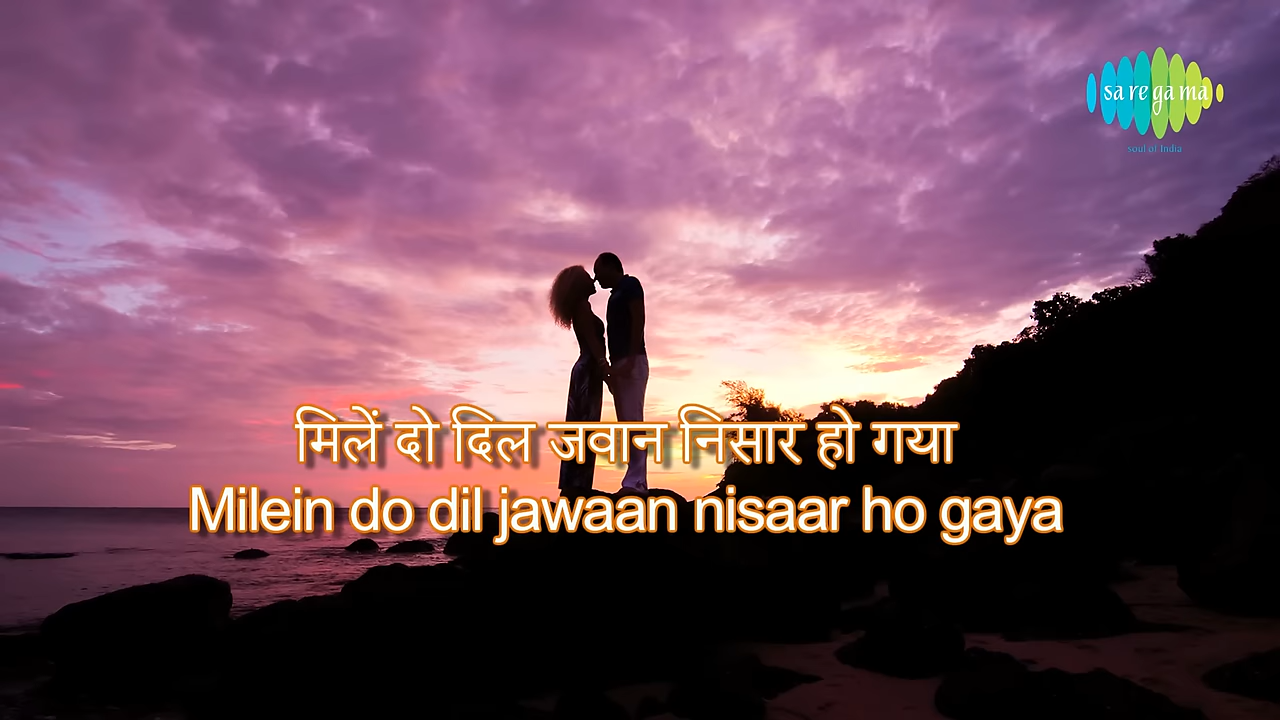 sa re ga ma
soul of India
मिलें दो दिल जवान निसार हो गया
Milein do dil jawaan nisaar ho gaya